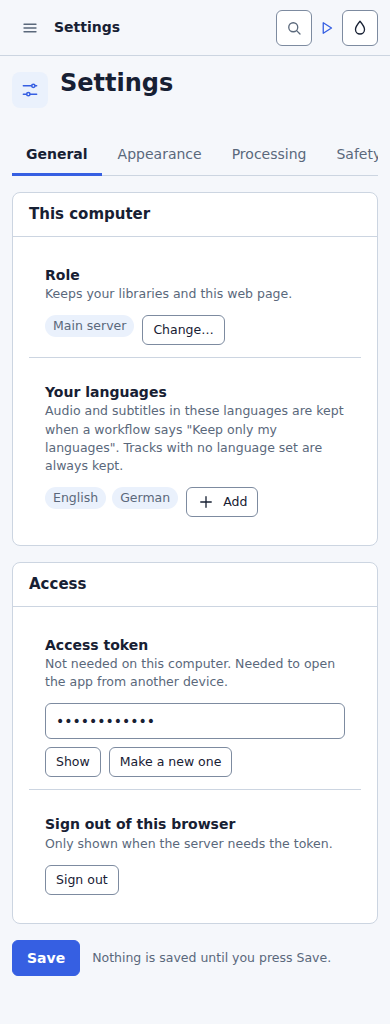 Settings
Settings
General Appearance Processing Safety
This computer
Role
Keeps your libraries and this web page.
Main server Change...
Your languages
Audio and subtitles in these languages are kept
when a workflow says "Keep only my
languages". Tracks with no language set are
always kept.
English German + Add
Access
Access token
Not needed on this computer. Needed to open
the app from another device.
••••••••••••
Show Make a new one
Sign out of this browser
Only shown when the server needs the token.
Sign out
Save Nothing is saved until you press Save.